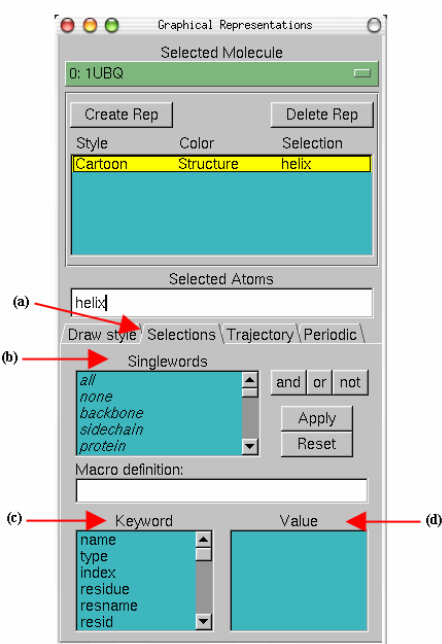 Graphical Representations
Selected Molecule
0: 1UBQ
Create Rep Delete Rep
Style Color Selection
Cartoon Structure helix
Selected Atoms
(a)
helix
Draw style Selections Trajectory Periodic
(b)
Singlewords
all
none
backbone
sidechain
protein
and or not
Apply
Reset
Macro definition:
(c) Keyword Value (d)
name
type
index
residue
resname
resid